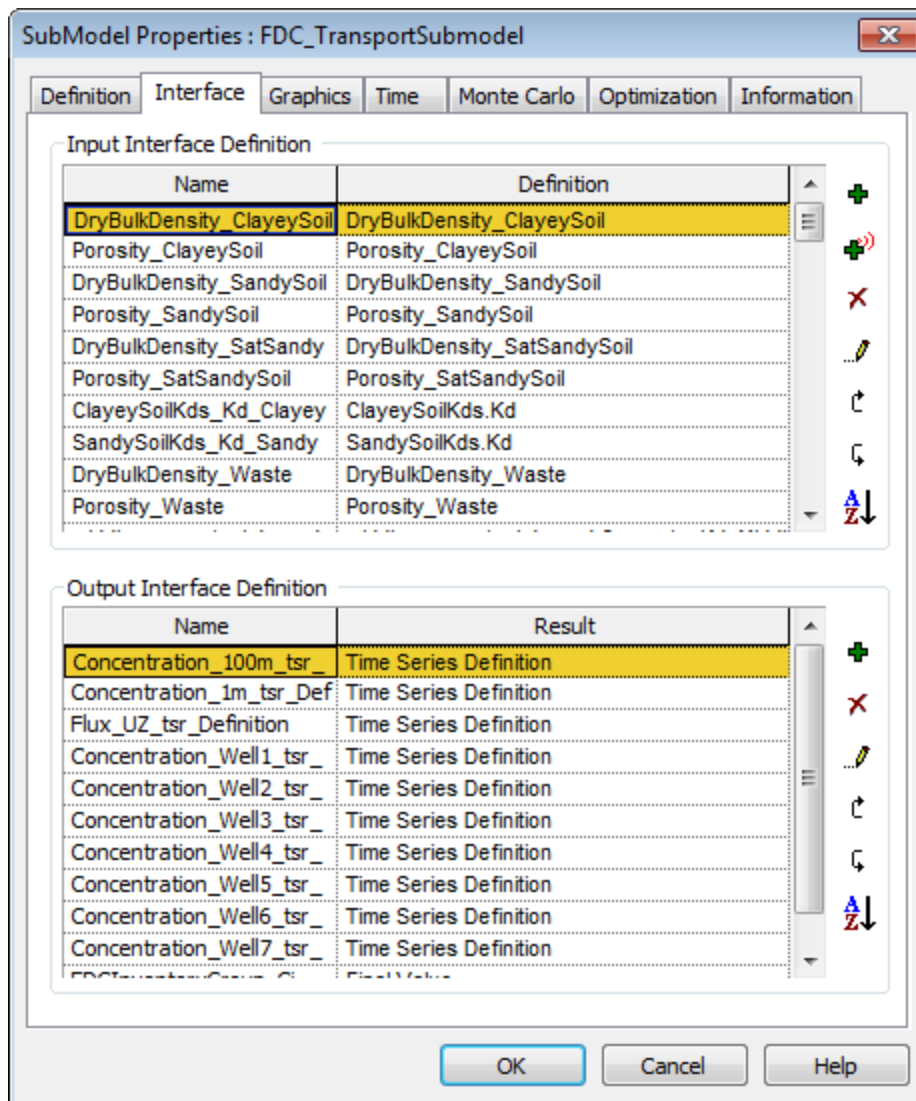 SubModel Properties : FDC_TransportSubmodel
Definition Interface Graphics Time Monte Carlo Optimization Information
Input Interface Definition
Name Definition
DryBulkDensity_ClayeySoil DryBulkDensity_ClayeySoil
Porosity_ClayeySoil Porosity_ClayeySoil
DryBulkDensity_SandySoil DryBulkDensity_SandySoil
Porosity_SandySoil Porosity_SandySoil
DryBulkDensity_SatSandy DryBulkDensity_SatSandySoil
Porosity_SatSandySoil Porosity_SatSandySoil
ClayeySoilKds_Kd_Clayey ClayeySoilKds.Kd
SandySoilKds_Kd_Sandy SandySoilKds.Kd
DryBulkDensity_Waste DryBulkDensity_Waste
Porosity_Waste Porosity_Waste
A
Z
Output Interface Definition
Name Result
Concentration_100m_tsr_ Time Series Definition
Concentration_1m_tsr_Def Time Series Definition
Flux_UZ_tsr_Definition Time Series Definition
Concentration_Well1_tsr_ Time Series Definition
Concentration_Well2_tsr_ Time Series Definition
Concentration_Well3_tsr_ Time Series Definition
Concentration_Well4_tsr_ Time Series Definition
Concentration_Well5_tsr_ Time Series Definition
Concentration_Well6_tsr_ Time Series Definition
Concentration_Well7_tsr_ Time Series Definition
A
Z
OK Cancel Help